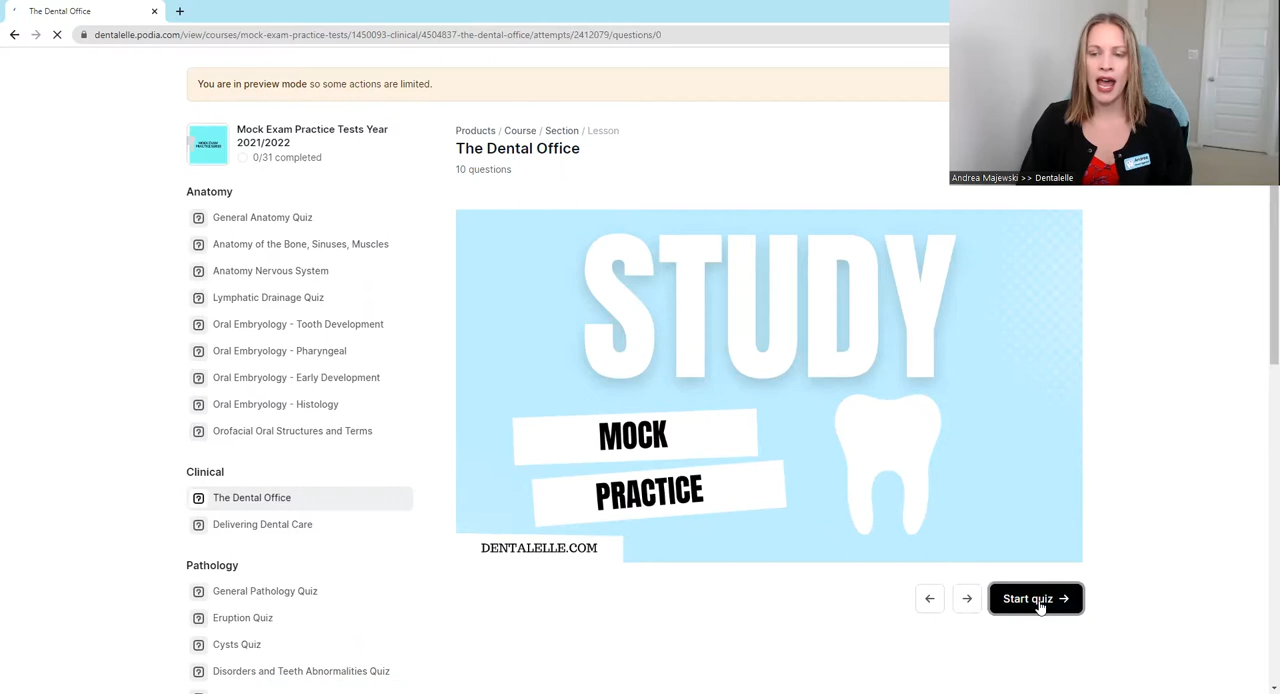 The Dental Office
dentalelle.podia.com/view/courses/mock-exam-practice-tests/1450093-clinical/4504837-the-dental-office/attempts/2412079/questions/0
You are in preview mode so some actions are limited.
Mock Exam Practice Tests Year
2021/2022
0/31 completed
Anatomy
General Anatomy Quiz
Anatomy of the Bone, Sinuses, Muscles
Anatomy Nervous System
Lymphatic Drainage Quiz
Oral Embryology - Tooth Development
Oral Embryology - Pharyngeal
Oral Embryology - Early Development
Oral Embryology - Histology
Orofacial Oral Structures and Terms
Clinical
The Dental Office
Delivering Dental Care
Pathology
General Pathology Quiz
Eruption Quiz
Cysts Quiz
Disorders and Teeth Abnormalities Quiz
Products / Course / Section / Lesson
The Dental Office
10 questions
STUDY
MOCK
PRACTICE
DENTALELLE.COM
Start quiz
Andrea Majewski >> Dentalelle